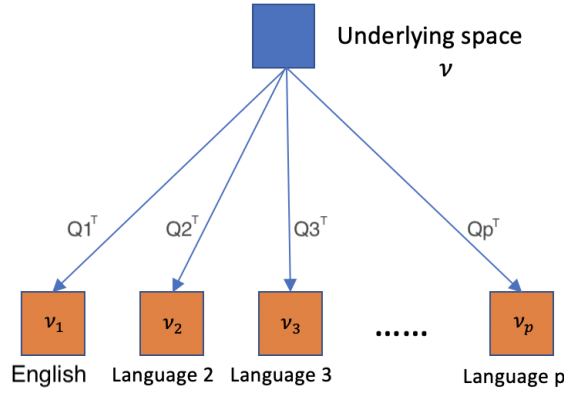 Underlying space
ν
Q1ᵀ Q2ᵀ Q3ᵀ Qpᵀ
ν₁ ν₂ ν₃ ...... νₚ
English Language 2 Language 3 Language p